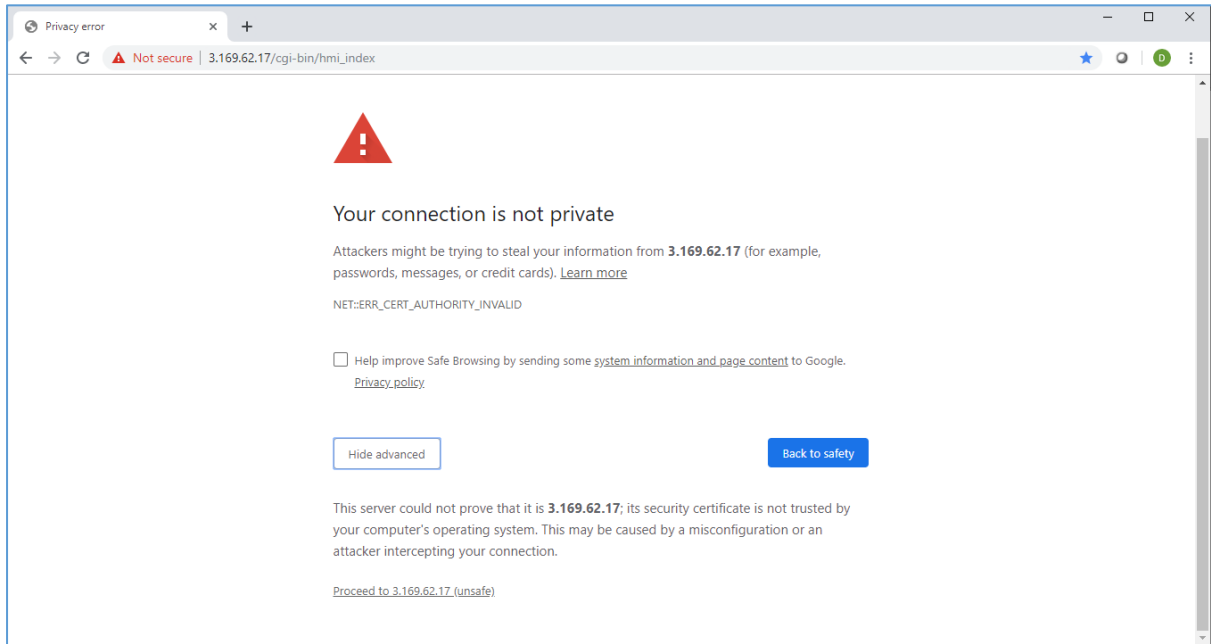 Privacy error
Not secure | 3.169.62.17/cgi-bin/hmi_index
D
Your connection is not private
Attackers might be trying to steal your information from 3.169.62.17 (for example,
passwords, messages, or credit cards). Learn more
NET::ERR_CERT_AUTHORITY_INVALID
Help improve Safe Browsing by sending some system information and page content to Google.
Privacy policy
Hide advanced
Back to safety
This server could not prove that it is 3.169.62.17; its security certificate is not trusted by
your computer's operating system. This may be caused by a misconfiguration or an
attacker intercepting your connection.
Proceed to 3.169.62.17 (unsafe)